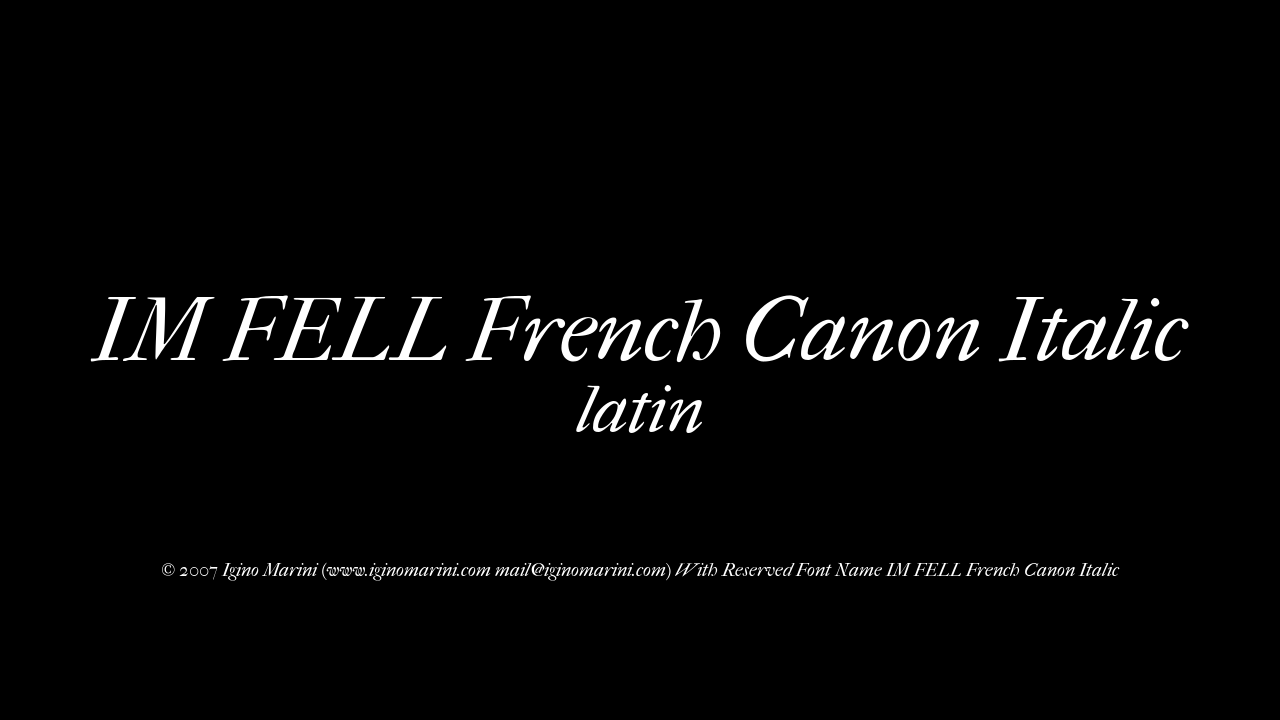 IM FELL French Canon Italic
latin
© 2007 Igino Marini (www.iginomarini.com mail@iginomarini.com) With Reserved Font Name IM FELL French Canon Italic